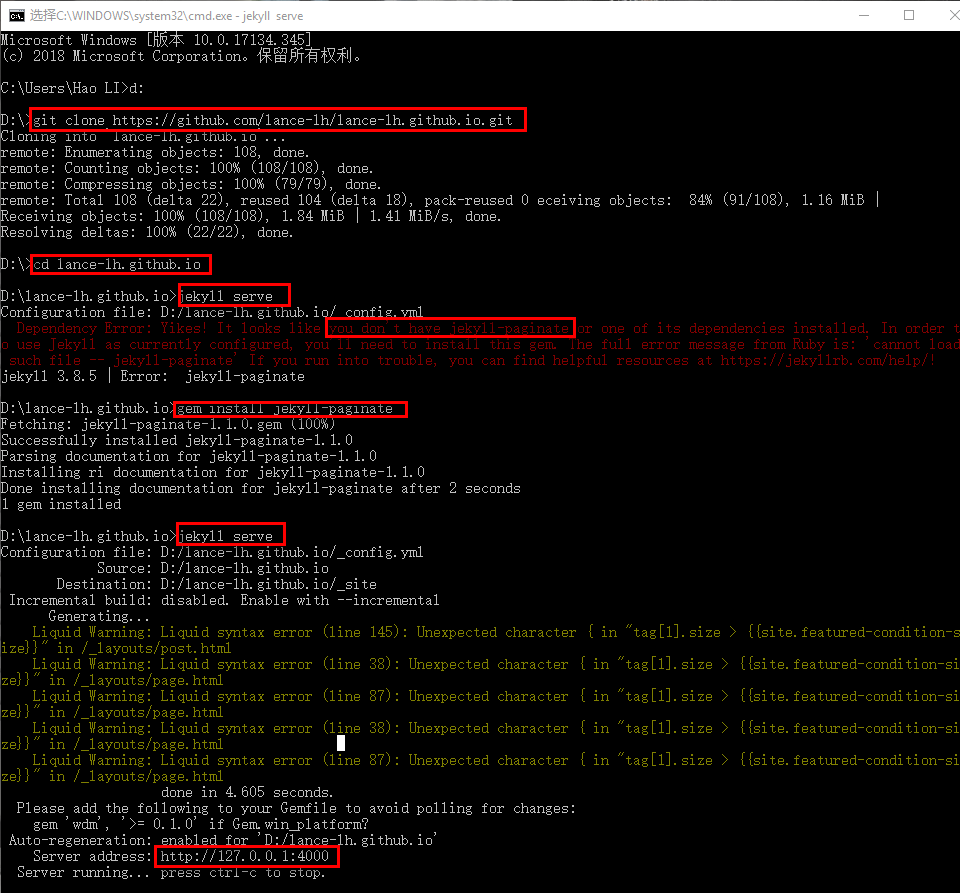 选择C:\WINDOWS\system32\cmd.exe - jekyll serve
Microsoft Windows [版本 10.0.17134.345]
(c) 2018 Microsoft Corporation。保留所有权利。
C:\Users\Hao LI>d:
D:\>git clone https://github.com/lance-lh/lance-lh.github.io.git
Cloning into 'lance-lh.github.io'...
remote: Enumerating objects: 108, done.
remote: Counting objects: 100% (108/108), done.
remote: Compressing objects: 100% (79/79), done.
remote: Total 108 (delta 22), reused 104 (delta 18), pack-reused 0 eceiving objects:  84% (91/108), 1.16 MiB |
Receiving objects: 100% (108/108), 1.84 MiB | 1.41 MiB/s, done.
Resolving deltas: 100% (22/22), done.
D:\>cd lance-lh.github.io
D:\lance-lh.github.io>jekyll serve
Configuration file: D:/lance-lh.github.io/_config.yml
Dependency Error: Yikes! It looks like you don't have jekyll-paginate or one of its dependencies installed. In order t
o use Jekyll as currently configured, you'll need to install this gem. The full error message from Ruby is: 'cannot load
such file -- jekyll-paginate' If you run into trouble, you can find helpful resources at https://jekyllrb.com/help/!
jekyll 3.8.5 | Error:  jekyll-paginate
D:\lance-lh.github.io>gem install jekyll-paginate
Fetching: jekyll-paginate-1.1.0.gem (100%)
Successfully installed jekyll-paginate-1.1.0
Parsing documentation for jekyll-paginate-1.1.0
Installing ri documentation for jekyll-paginate-1.1.0
Done installing documentation for jekyll-paginate after 2 seconds
1 gem installed
D:\lance-lh.github.io>jekyll serve
Configuration file: D:/lance-lh.github.io/_config.yml
Source: D:/lance-lh.github.io
Destination: D:/lance-lh.github.io/_site
Incremental build: disabled. Enable with --incremental
Generating...
Liquid Warning: Liquid syntax error (line 145): Unexpected character { in "tag[1].size > {{site.featured-condition-s
ize}}" in /_layouts/post.html
Liquid Warning: Liquid syntax error (line 38): Unexpected character { in "tag[1].size > {{site.featured-condition-si
ze}}" in /_layouts/page.html
Liquid Warning: Liquid syntax error (line 87): Unexpected character { in "tag[1].size > {{site.featured-condition-si
ze}}" in /_layouts/page.html
Liquid Warning: Liquid syntax error (line 38): Unexpected character { in "tag[1].size > {{site.featured-condition-si
ze}}" in /_layouts/page.html
Liquid Warning: Liquid syntax error (line 87): Unexpected character { in "tag[1].size > {{site.featured-condition-si
ze}}" in /_layouts/page.html
done in 4.605 seconds.
Please add the following to your Gemfile to avoid polling for changes:
gem 'wdm', '>= 0.1.0' if Gem.win_platform?
Auto-regeneration: enabled for 'D:/lance-lh.github.io'
Server address: http://127.0.0.1:4000
Server running... press ctrl-c to stop.